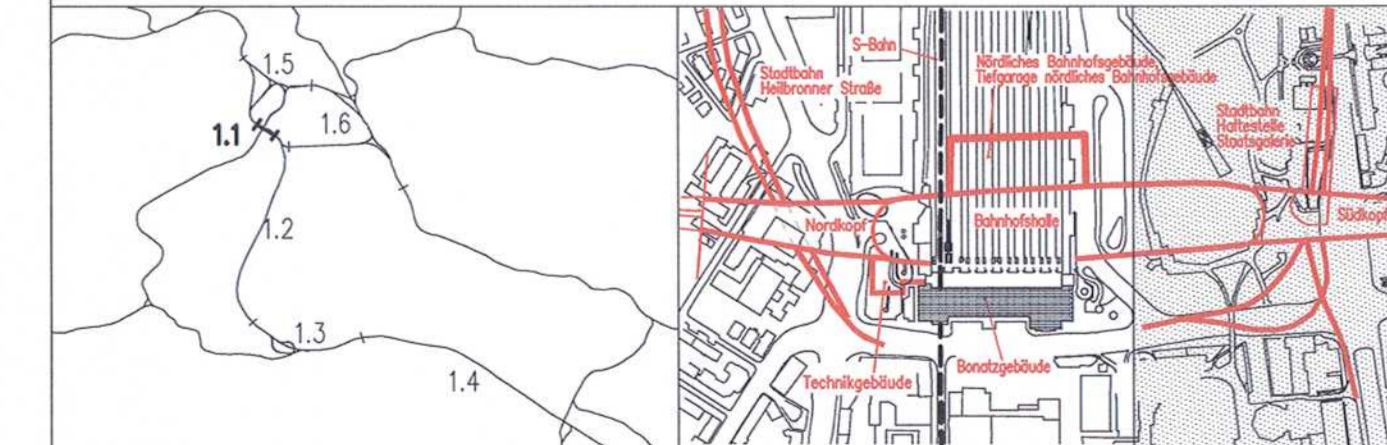 1.5
1.6
1.1
1.2
1.3
1.4
S-Bahn
Stadtbahn
Heilbronner Straße
Nördliches Bahnhofsgebäude,
Tiefgarage nördliches Bahnhofsgebäude
Stadtbahn
Haltestelle
Staatsgalerie
Nordkopf
Bahnhofshalle
Südkopf
Technikgebäude
Bonatzgebäude